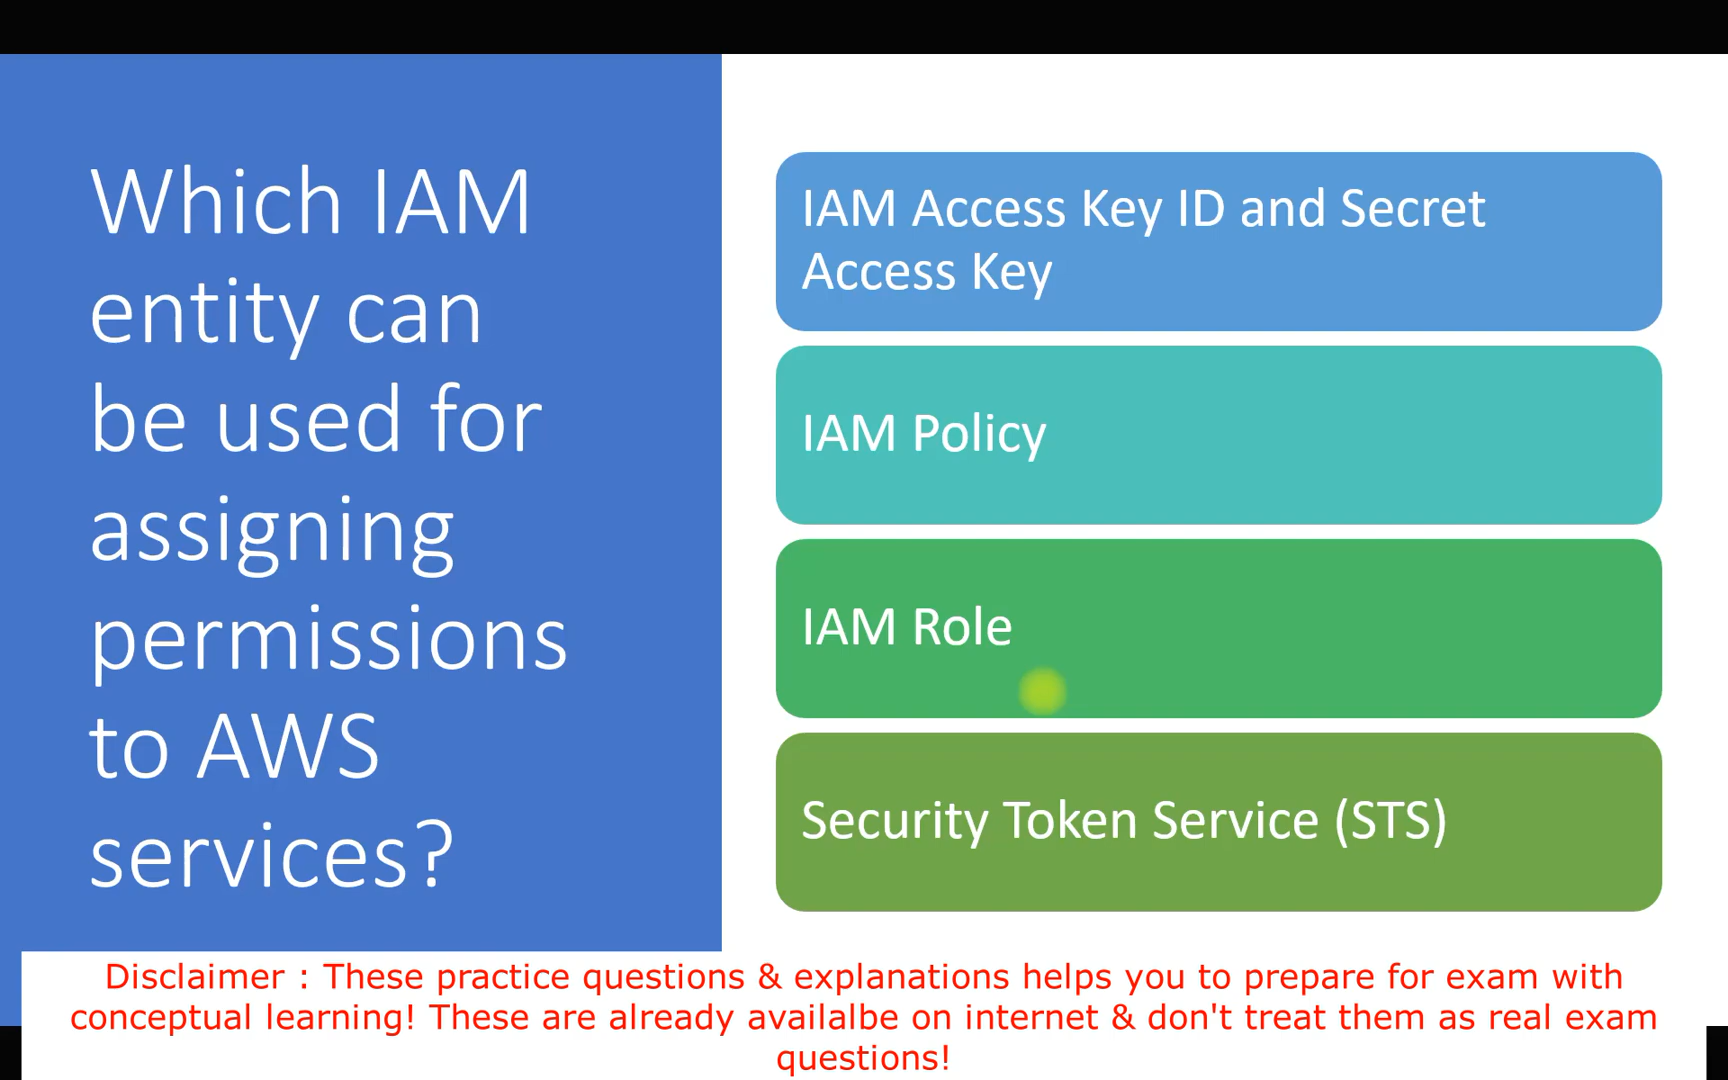 Which IAM
entity can
be used for
assigning
permissions
to AWS
services?
IAM Access Key ID and Secret
Access Key
IAM Policy
IAM Role
Security Token Service (STS)
Disclaimer : These practice questions & explanations helps you to prepare for exam with
conceptual learning! These are already availalbe on internet & don't treat them as real exam
questions!